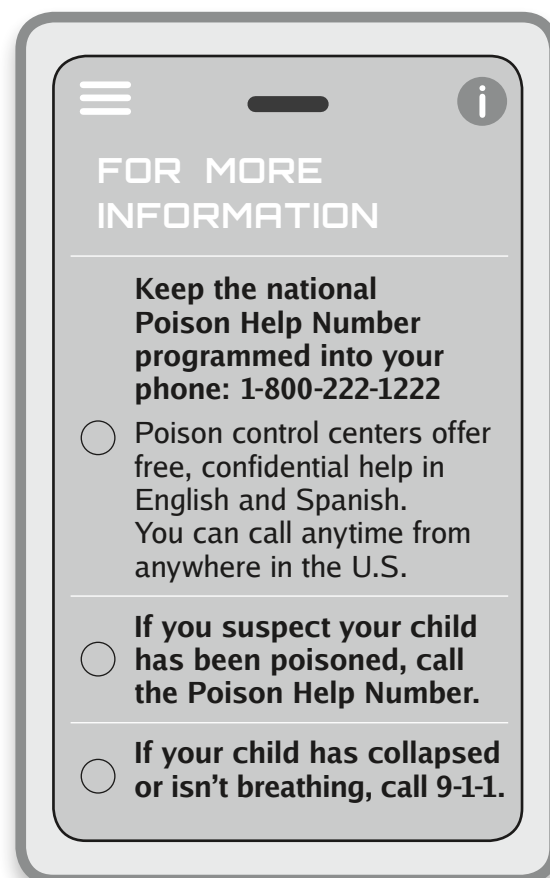 i
FOR MORE
INFORMATION
Keep the national
Poison Help Number
programmed into your
phone: 1-800-222-1222
Poison control centers offer
free, confidential help in
English and Spanish.
You can call anytime from
anywhere in the U.S.
If you suspect your child
has been poisoned, call
the Poison Help Number.
If your child has collapsed
or isn't breathing, call 9-1-1.